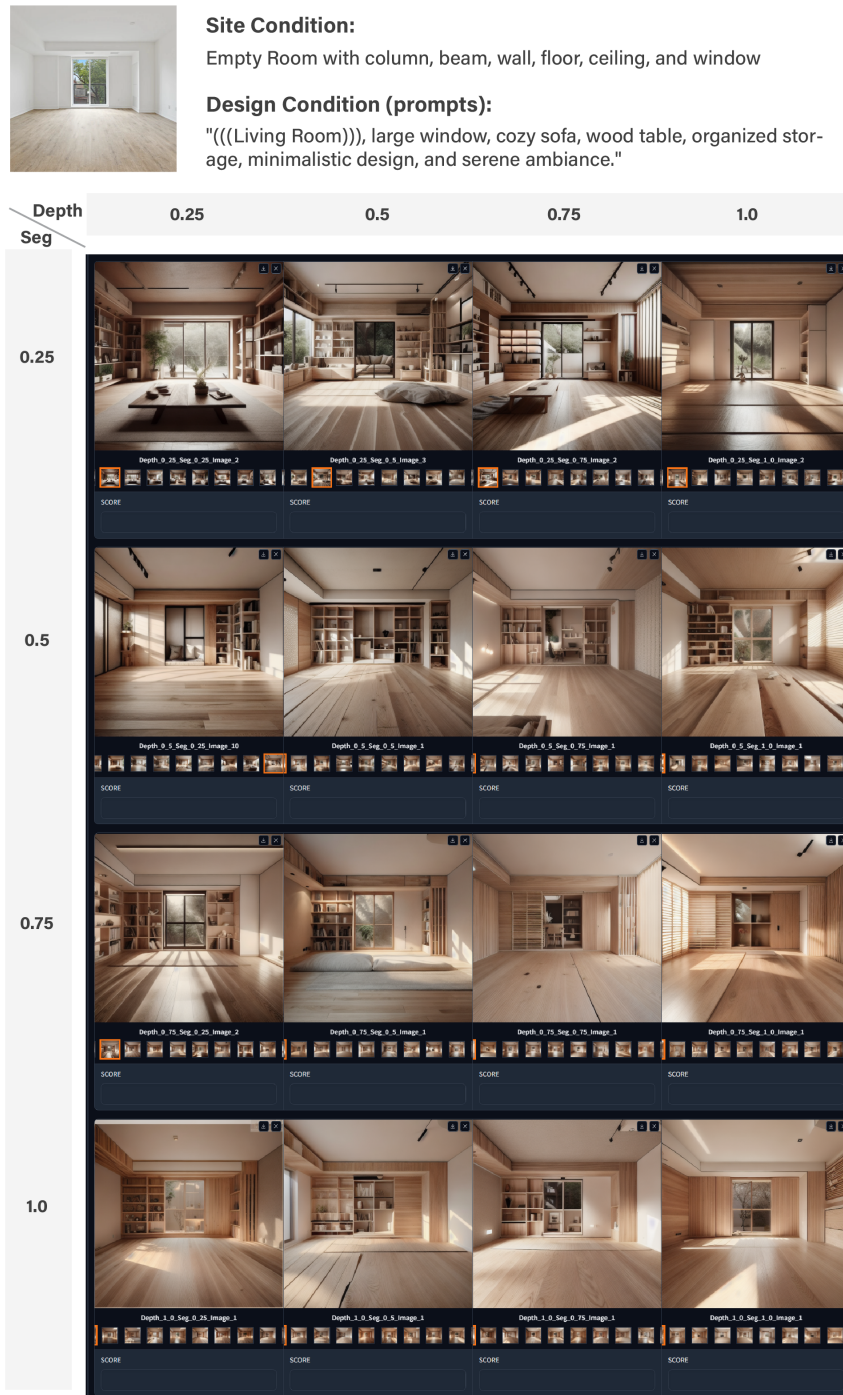 Site Condition:
Empty Room with column, beam, wall, floor, ceiling, and window
Design Condition (prompts):
"(((Living Room))), large window, cozy sofa, wood table, organized stor-
age, minimalistic design, and serene ambiance."
Depth 0.25 0.5 0.75 1.0
Seg
0.25
Depth_0_25_Seg_0_25_Image_2 Depth_0_25_Seg_0_5_Image_3 Depth_0_25_Seg_0_75_Image_2 Depth_0_25_Seg_1_0_Image_2
SCORE SCORE SCORE SCORE
0.5
Depth_0_5_Seg_0_25_Image_10 Depth_0_5_Seg_0_5_Image_1 Depth_0_5_Seg_0_75_Image_1 Depth_0_5_Seg_1_0_Image_1
SCORE SCORE SCORE SCORE
0.75
Depth_0_75_Seg_0_25_Image_2 Depth_0_75_Seg_0_5_Image_1 Depth_0_75_Seg_0_75_Image_1 Depth_0_75_Seg_1_0_Image_1
SCORE SCORE SCORE SCORE
1.0
Depth_1_0_Seg_0_25_Image_1 Depth_1_0_Seg_0_5_Image_1 Depth_1_0_Seg_0_75_Image_1 Depth_1_0_Seg_1_0_Image_1
SCORE SCORE SCORE SCORE